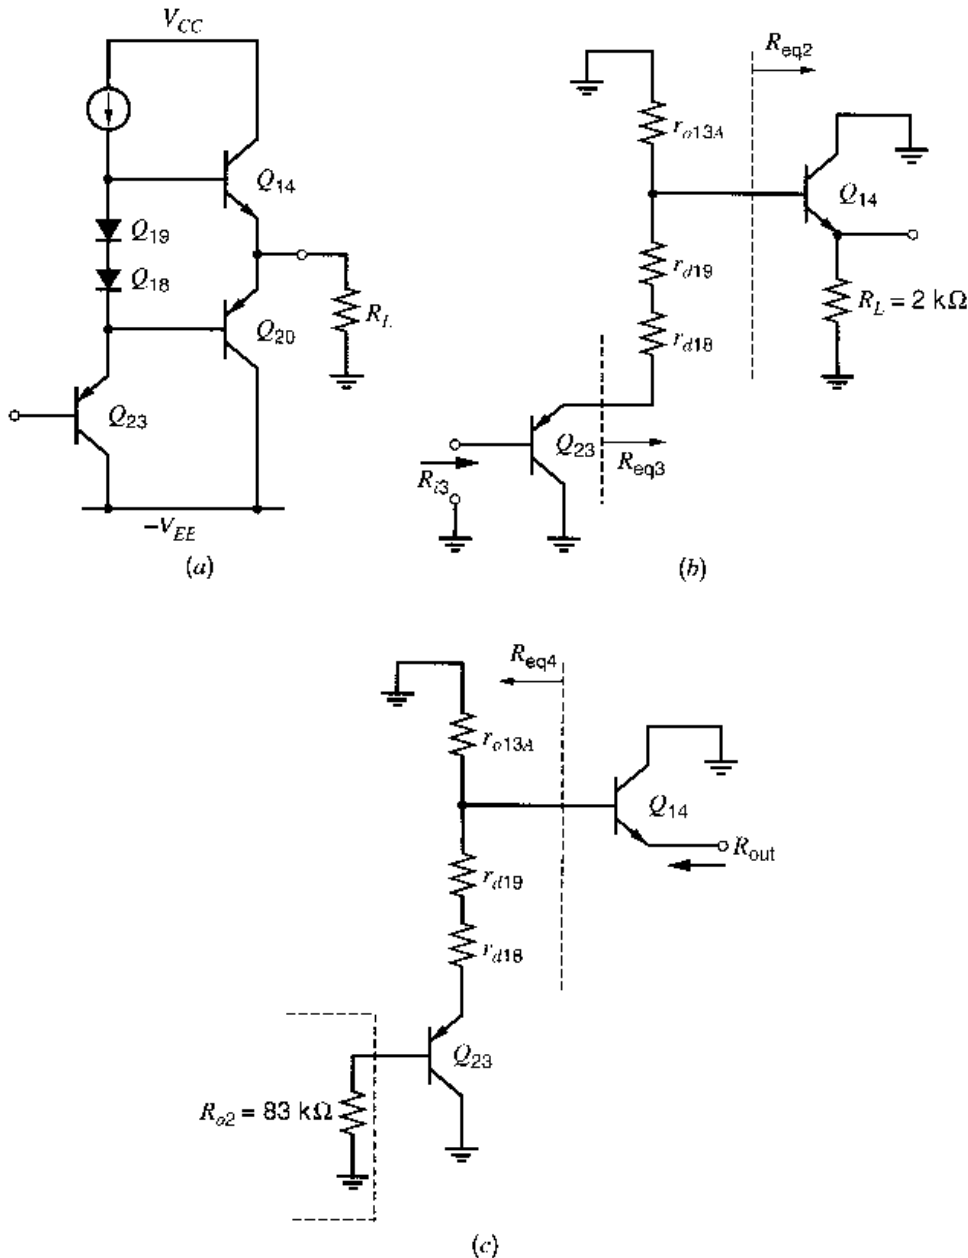 V_CC
Q_14
Q_19
Q_18
Q_20
R_L
Q_23
−V_EE
(a)
R_eq2
r_o13A
Q_14
r_d19
R_L = 2 kΩ
r_d18
Q_23
R_i3
R_eq3
(b)
R_eq4
r_o13A
Q_14
R_out
r_d19
r_d18
Q_23
R_o2 = 83 kΩ
(c)